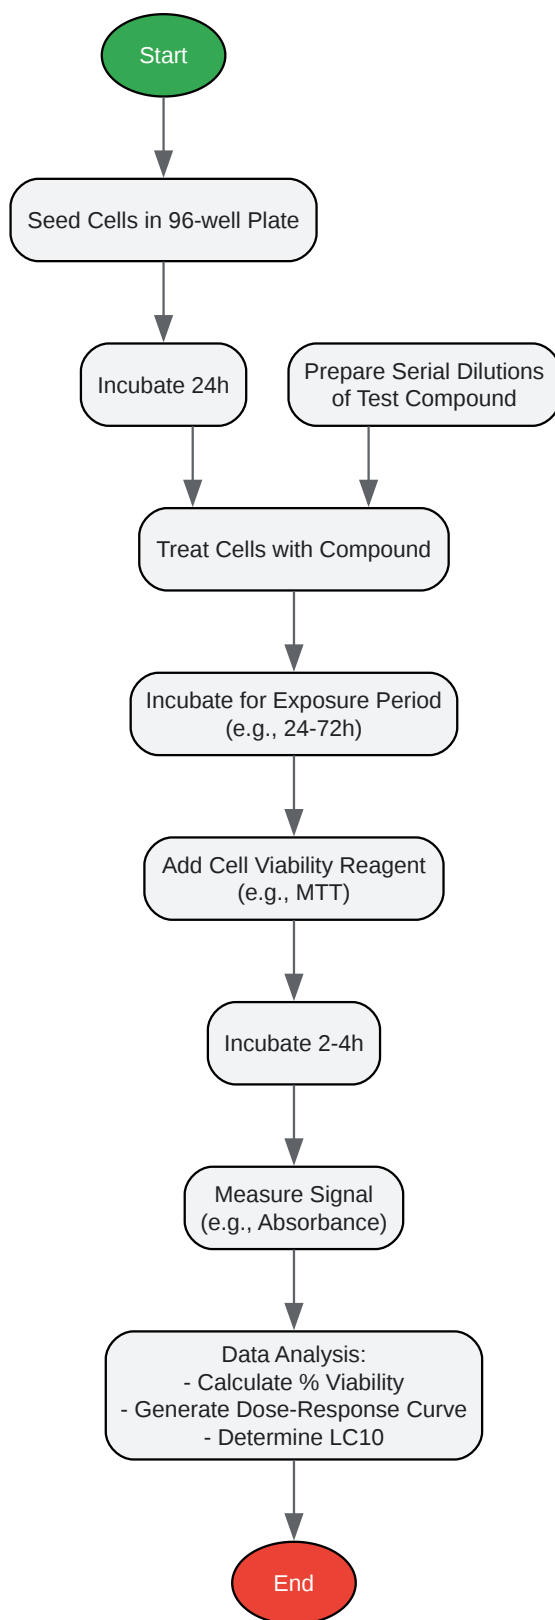 Start
Seed Cells in 96-well Plate
Incubate 24h
Prepare Serial Dilutions
of Test Compound
Treat Cells with Compound
Incubate for Exposure Period
(e.g., 24-72h)
Add Cell Viability Reagent
(e.g., MTT)
Incubate 2-4h
Measure Signal
(e.g., Absorbance)
Data Analysis:
- Calculate % Viability
- Generate Dose-Response Curve
- Determine LC10
End